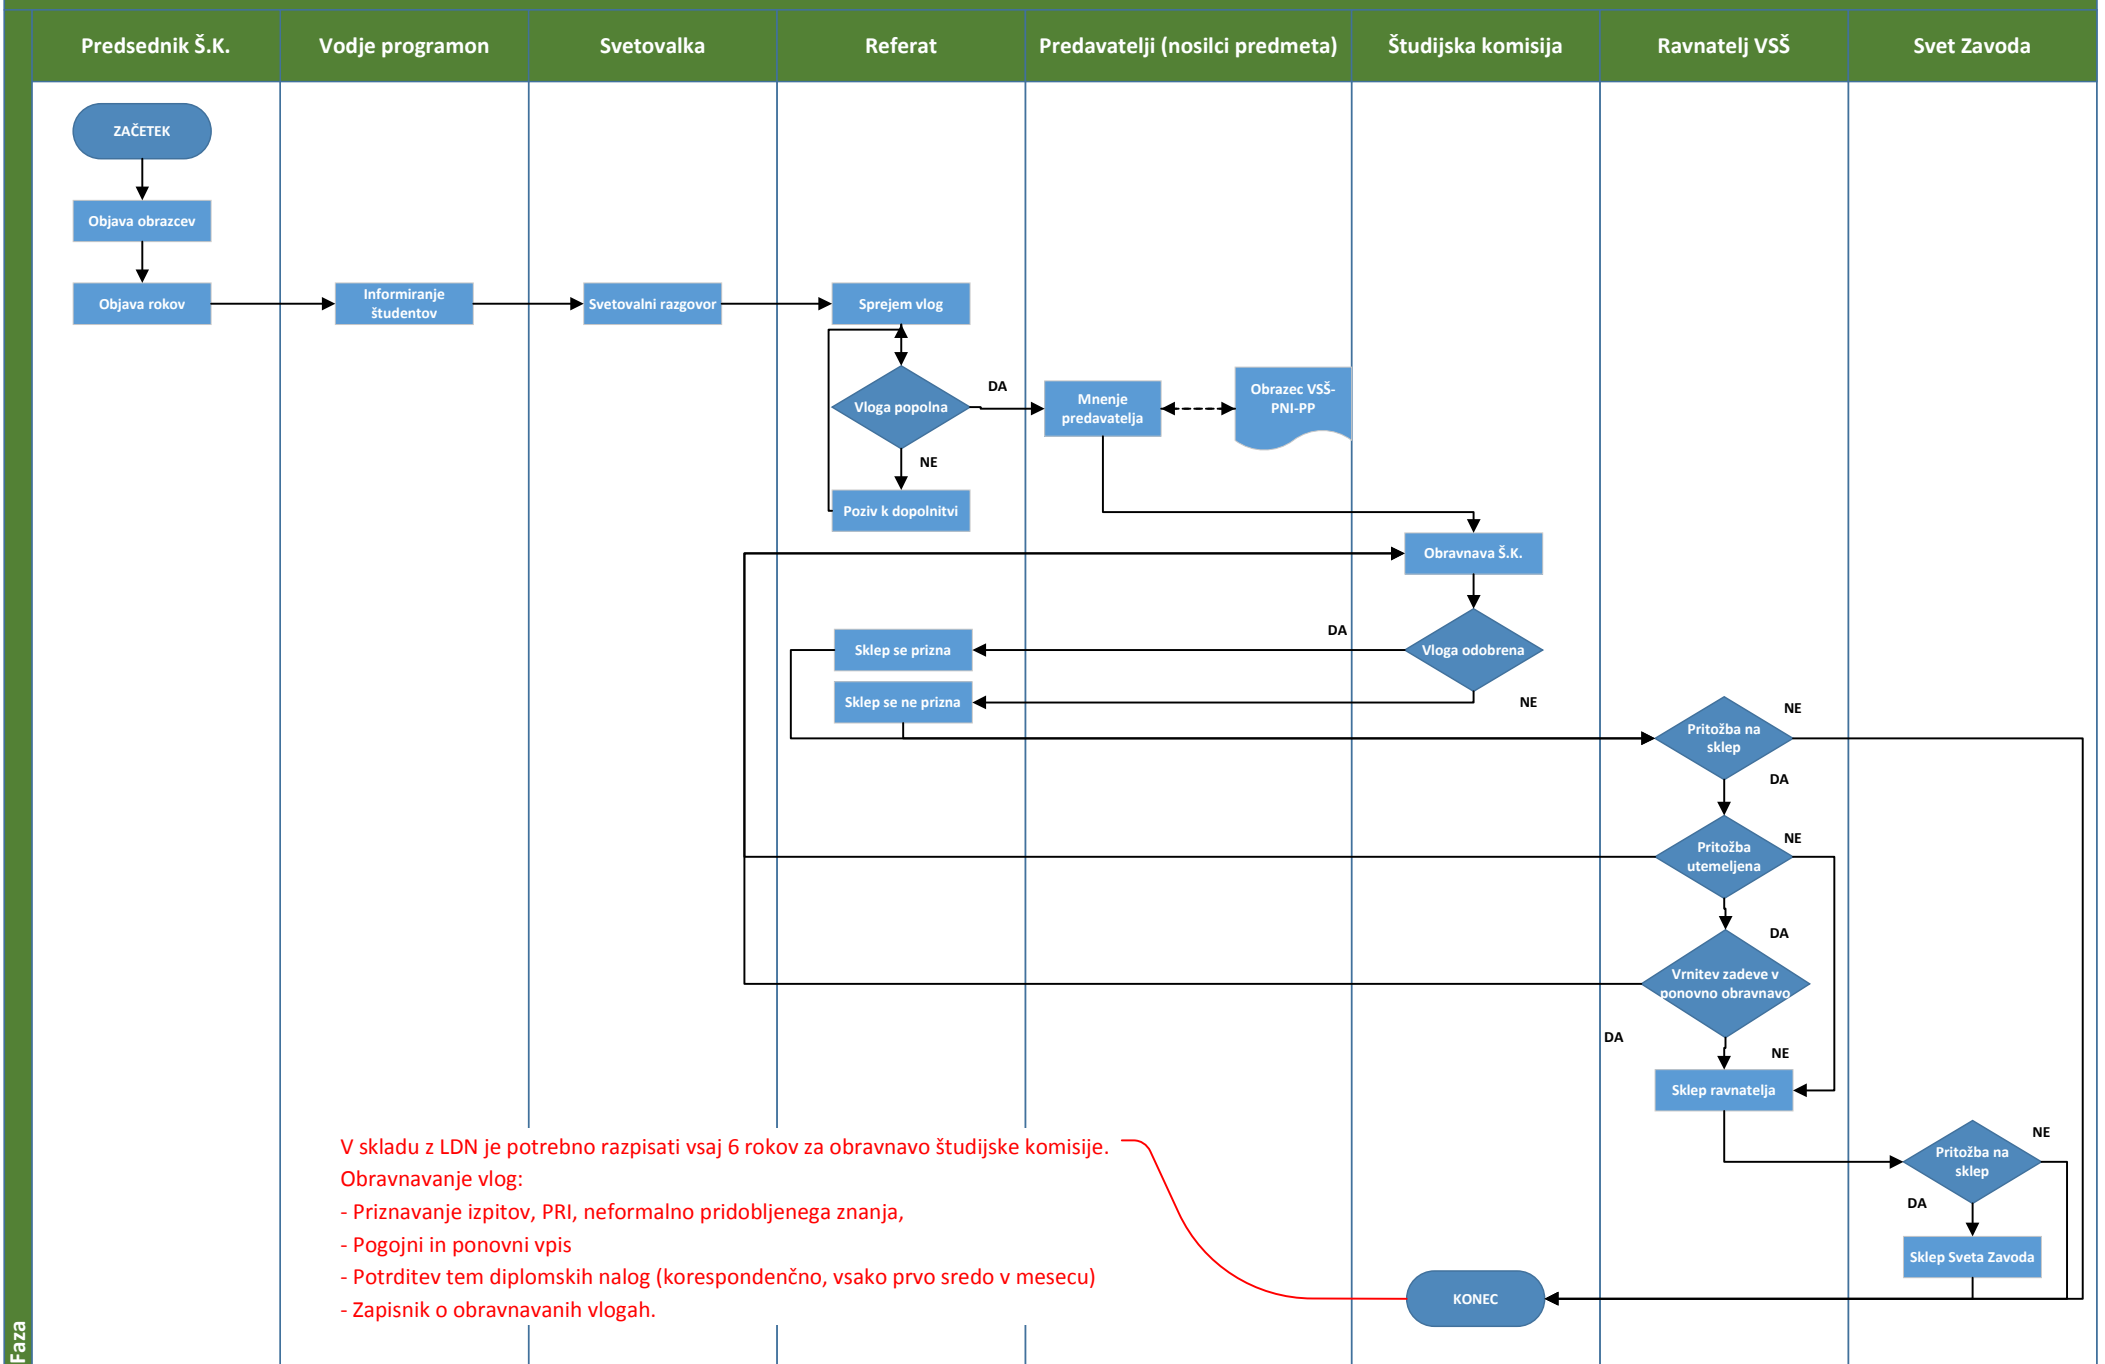 Predsednik Š.K.
Vodje programon
Svetovalka
Referat
Predavatelji (nosilci predmeta)
Študijska komisija
Ravnatelj VSŠ
Svet Zavoda
ZAČETEK
Objava obrazcev
Objava rokov
Informiranje
študentov
Svetovalni razgovor
Sprejem vlog
Vloga popolna
DA
NE
Poziv k dopolnitvi
Mnenje
predavatelja
Obrazec VSŠ-
PNI-PP
Obravnava Š.K.
Vloga odobrena
DA
NE
Sklep se prizna
Sklep se ne prizna
Pritožba na
sklep
NE
DA
Pritožba
utemeljena
NE
DA
Vrnitev zadeve v
ponovno obravnavo
DA
NE
Sklep ravnatelja
Pritožba na
sklep
NE
DA
Sklep Sveta Zavoda
KONEC
V skladu z LDN je potrebno razpisati vsaj 6 rokov za obravnavo študijske komisije.
Obravnavanje vlog:
- Priznavanje izpitov, PRI, neformalno pridobljenega znanja,
- Pogojni in ponovni vpis
- Potrditev tem diplomskih nalog (korespondenčno, vsako prvo sredo v mesecu)
- Zapisnik o obravnavanih vlogah.
Faza